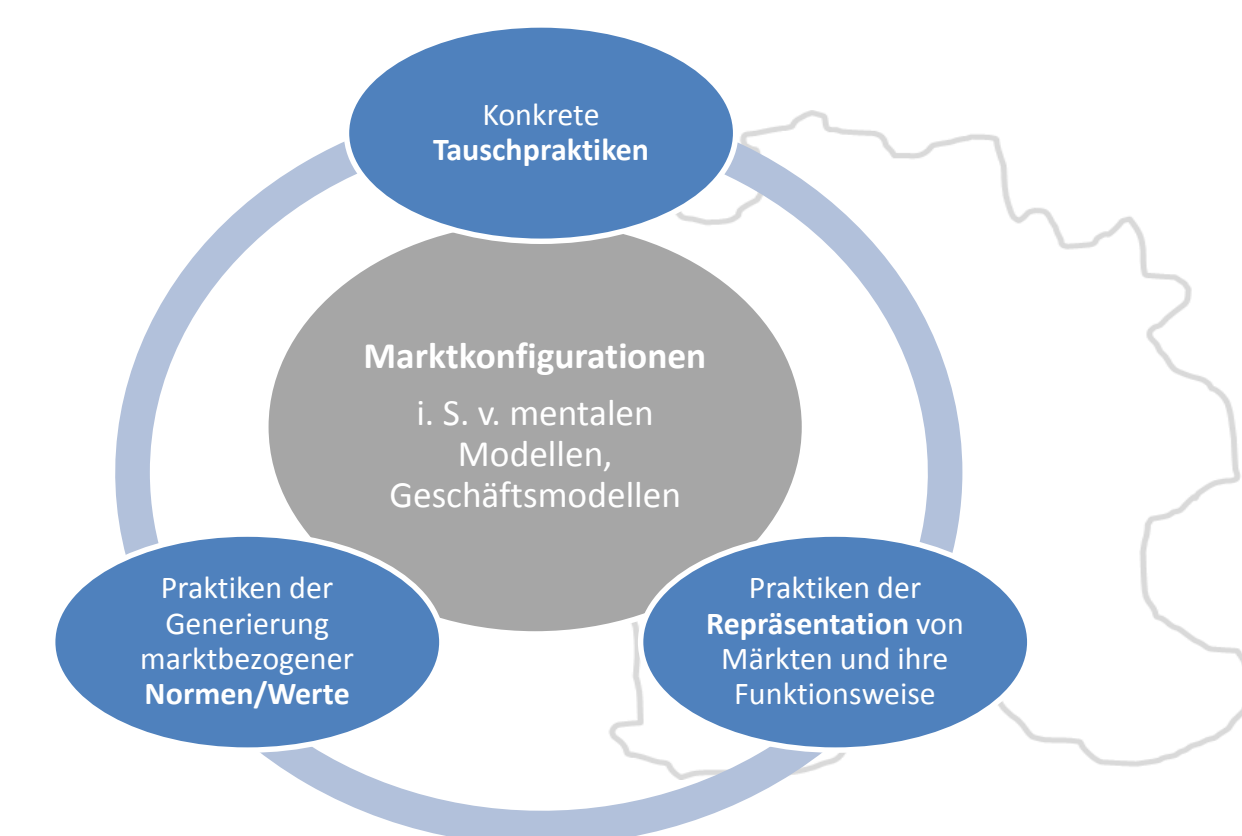 Konkrete
Tauschpraktiken
Marktkonfigurationen
i. S. v. mentalen
Modellen,
Geschäftsmodellen
Praktiken der
Generierung
marktbezogener
Normen/Werte
Praktiken der
Repräsentation von
Märkten und ihre
Funktionsweise